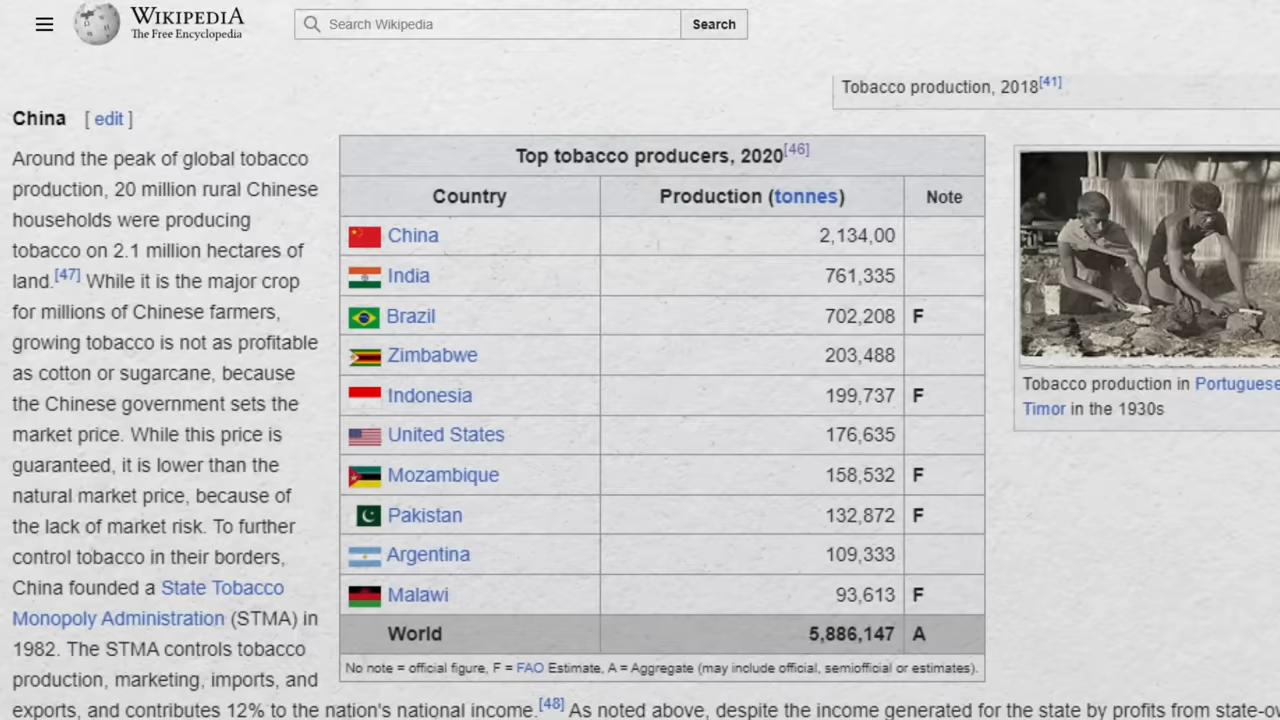 WIKIPEDIA
The Free Encyclopedia
Search Wikipedia
Search
Tobacco production, 2018[41]
China [ edit ]
Around the peak of global tobacco
production, 20 million rural Chinese
households were producing
tobacco on 2.1 million hectares of
land.[47] While it is the major crop
for millions of Chinese farmers,
growing tobacco is not as profitable
as cotton or sugarcane, because
the Chinese government sets the
market price. While this price is
guaranteed, it is lower than the
natural market price, because of
the lack of market risk. To further
control tobacco in their borders,
China founded a State Tobacco
Monopoly Administration (STMA) in
1982. The STMA controls tobacco
production, marketing, imports, and
exports, and contributes 12% to the nation's national income.[48] As noted above, despite the income generated for the state by profits from state-ow
Top tobacco producers, 2020[46]
Country Production (tonnes) Note
China 2,134,00
India 761,335
Brazil 702,208 F
Zimbabwe 203,488
Indonesia 199,737 F
United States 176,635
Mozambique 158,532 F
Pakistan 132,872 F
Argentina 109,333
Malawi 93,613 F
World 5,886,147 A
No note = official figure, F = FAO Estimate, A = Aggregate (may include official, semiofficial or estimates).
Tobacco production in Portuguese
Timor in the 1930s